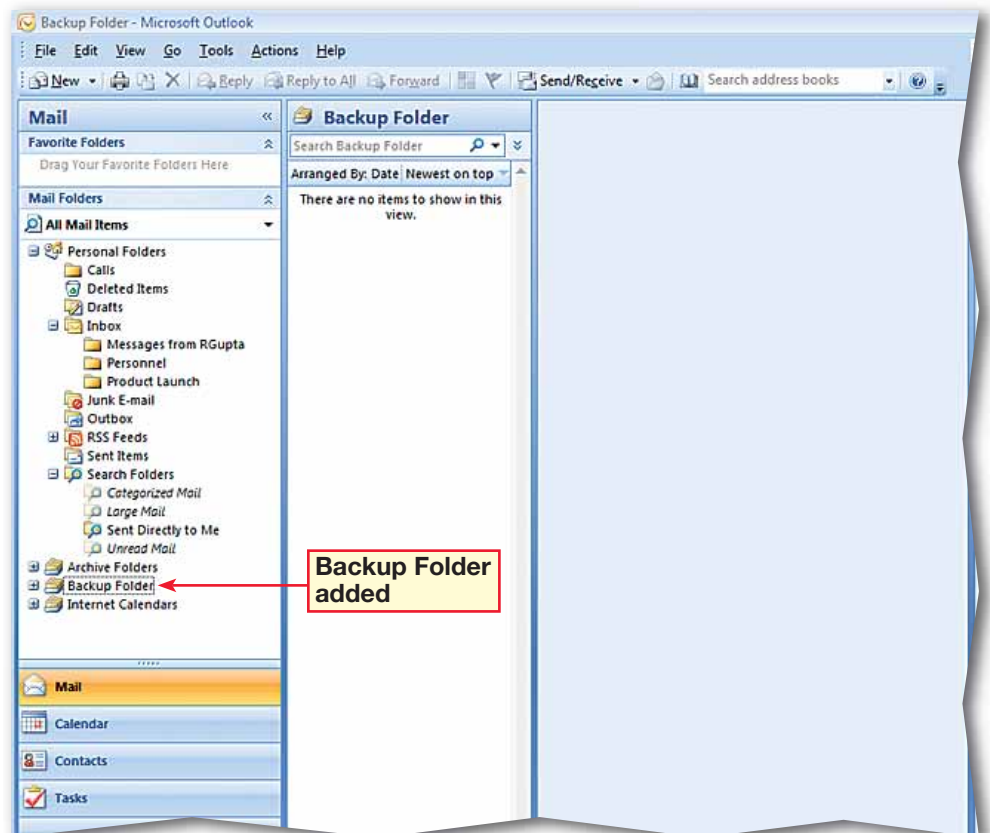 Backup Folder - Microsoft Outlook
File Edit View Go Tools Actions Help
New Reply Reply to All Forward Send/Receive Search address books
Mail
Favorite Folders
Drag Your Favorite Folders Here
Mail Folders
All Mail Items
Personal Folders
Calls
Deleted Items
Drafts
Inbox
Messages from RGupta
Personnel
Product Launch
Junk E-mail
Outbox
RSS Feeds
Sent Items
Search Folders
Categorized Mail
Large Mail
Sent Directly to Me
Unread Mail
Archive Folders
Backup Folder
Internet Calendars
Mail
Calendar
Contacts
Tasks
Backup Folder
Search Backup Folder
Arranged By: Date Newest on top
There are no items to show in this
view.
Backup Folder
added